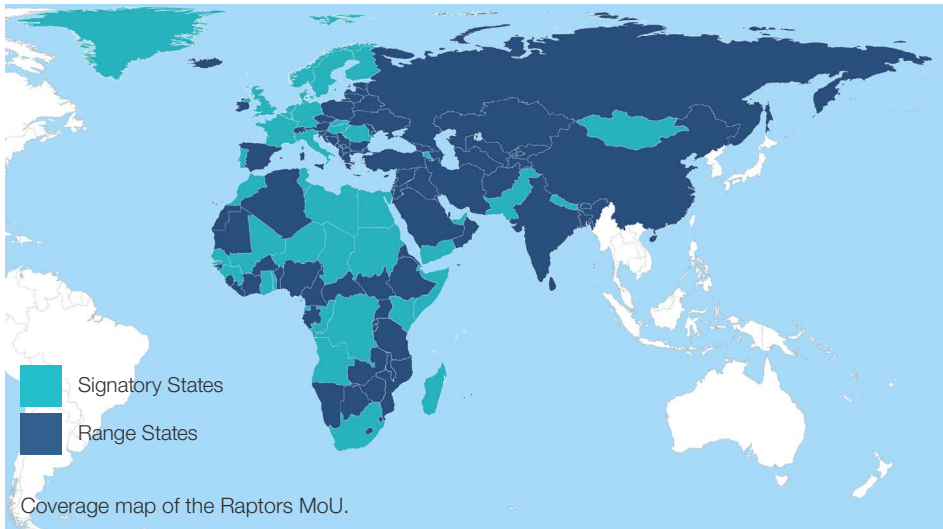 Signatory States
Range States
Coverage map of the Raptors MoU.